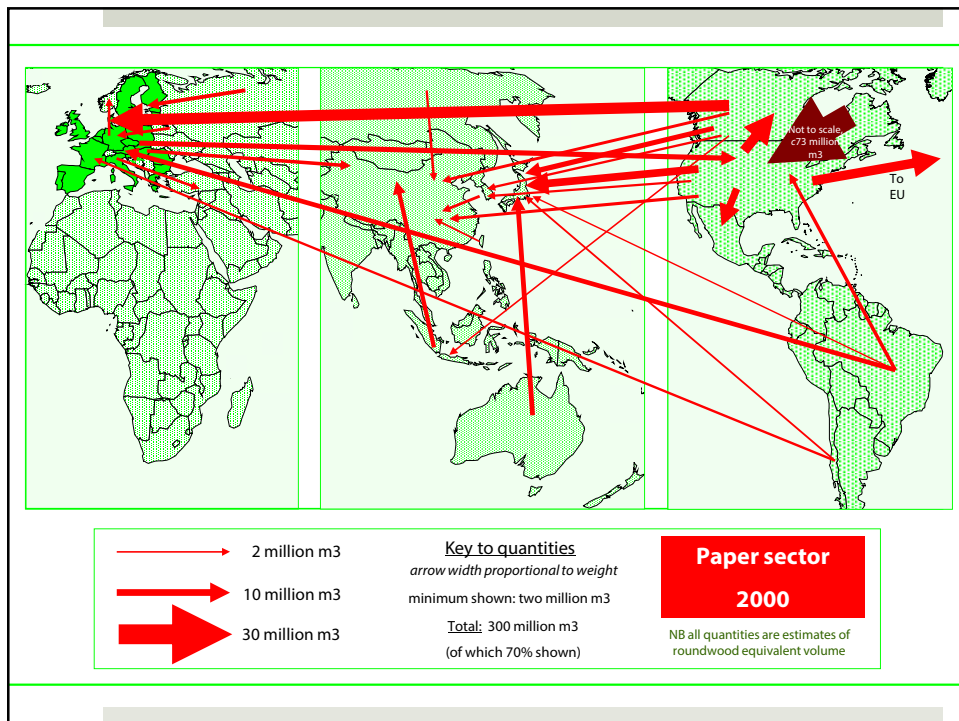 Not to scale,
c73 million
m3
To
EU
2 million m3
10 million m3
30 million m3
Key to quantities
arrow width proportional to weight
minimum shown: two million m3
Total: 300 million m3
(of which 70% shown)
Paper sector
2000
NB all quantities are estimates of
roundwood equivalent volume